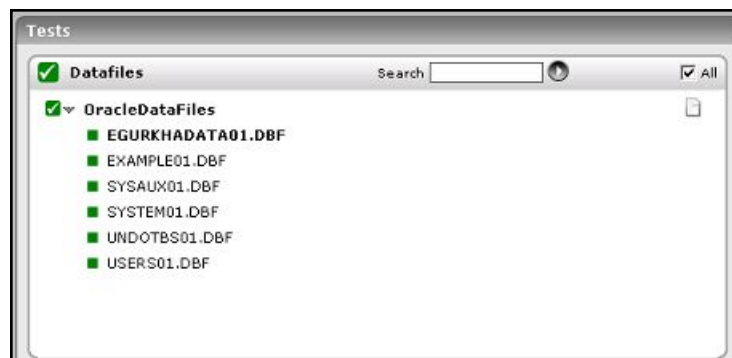 Tests
Datafiles Search All
OracleDataFiles
EGURKHADATA01.DBF
EXAMPLE01.DBF
SYSAUX01.DBF
SYSTEM01.DBF
UNDOTBS01.DBF
USERS01.DBF